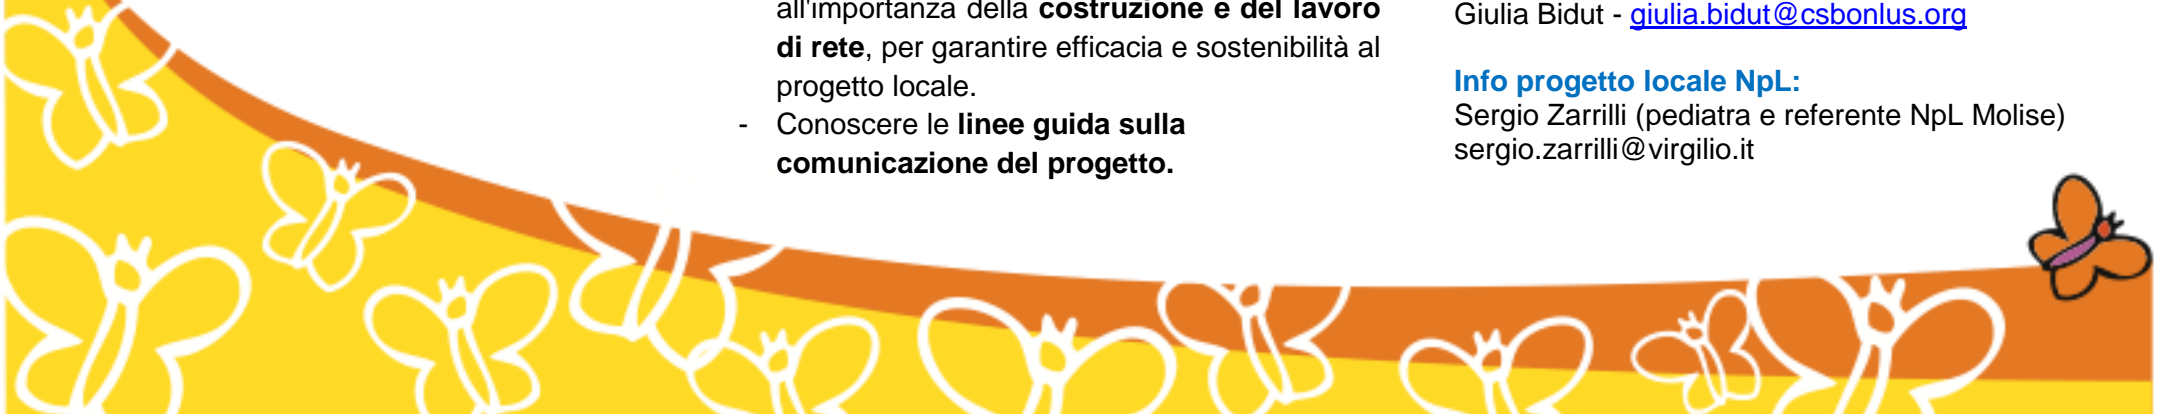 all'importanza della costruzione e del lavoro
di rete, per garantire efficacia e sostenibilità al
progetto locale.
- Conoscere le linee guida sulla
comunicazione del progetto.
Giulia Bidut - giulia.bidut@csbonlus.org
Info progetto locale NpL:
Sergio Zarrilli (pediatra e referente NpL Molise)
sergio.zarrilli@virgilio.it